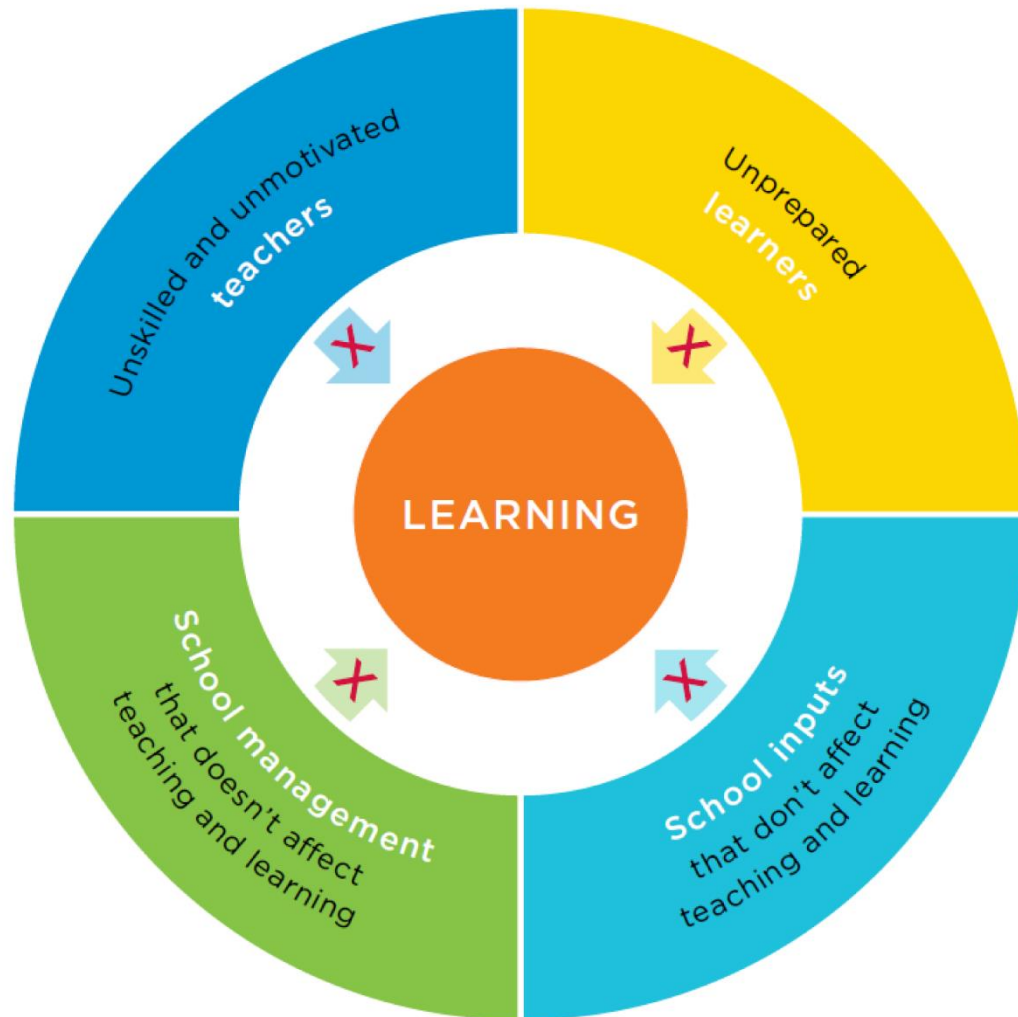 Unskilled and unmotivated
teachers
Unprepared
learners
X
X
LEARNING
X
X
School management
that doesn't affect
teaching and learning
School inputs
that don't affect
teaching and learning